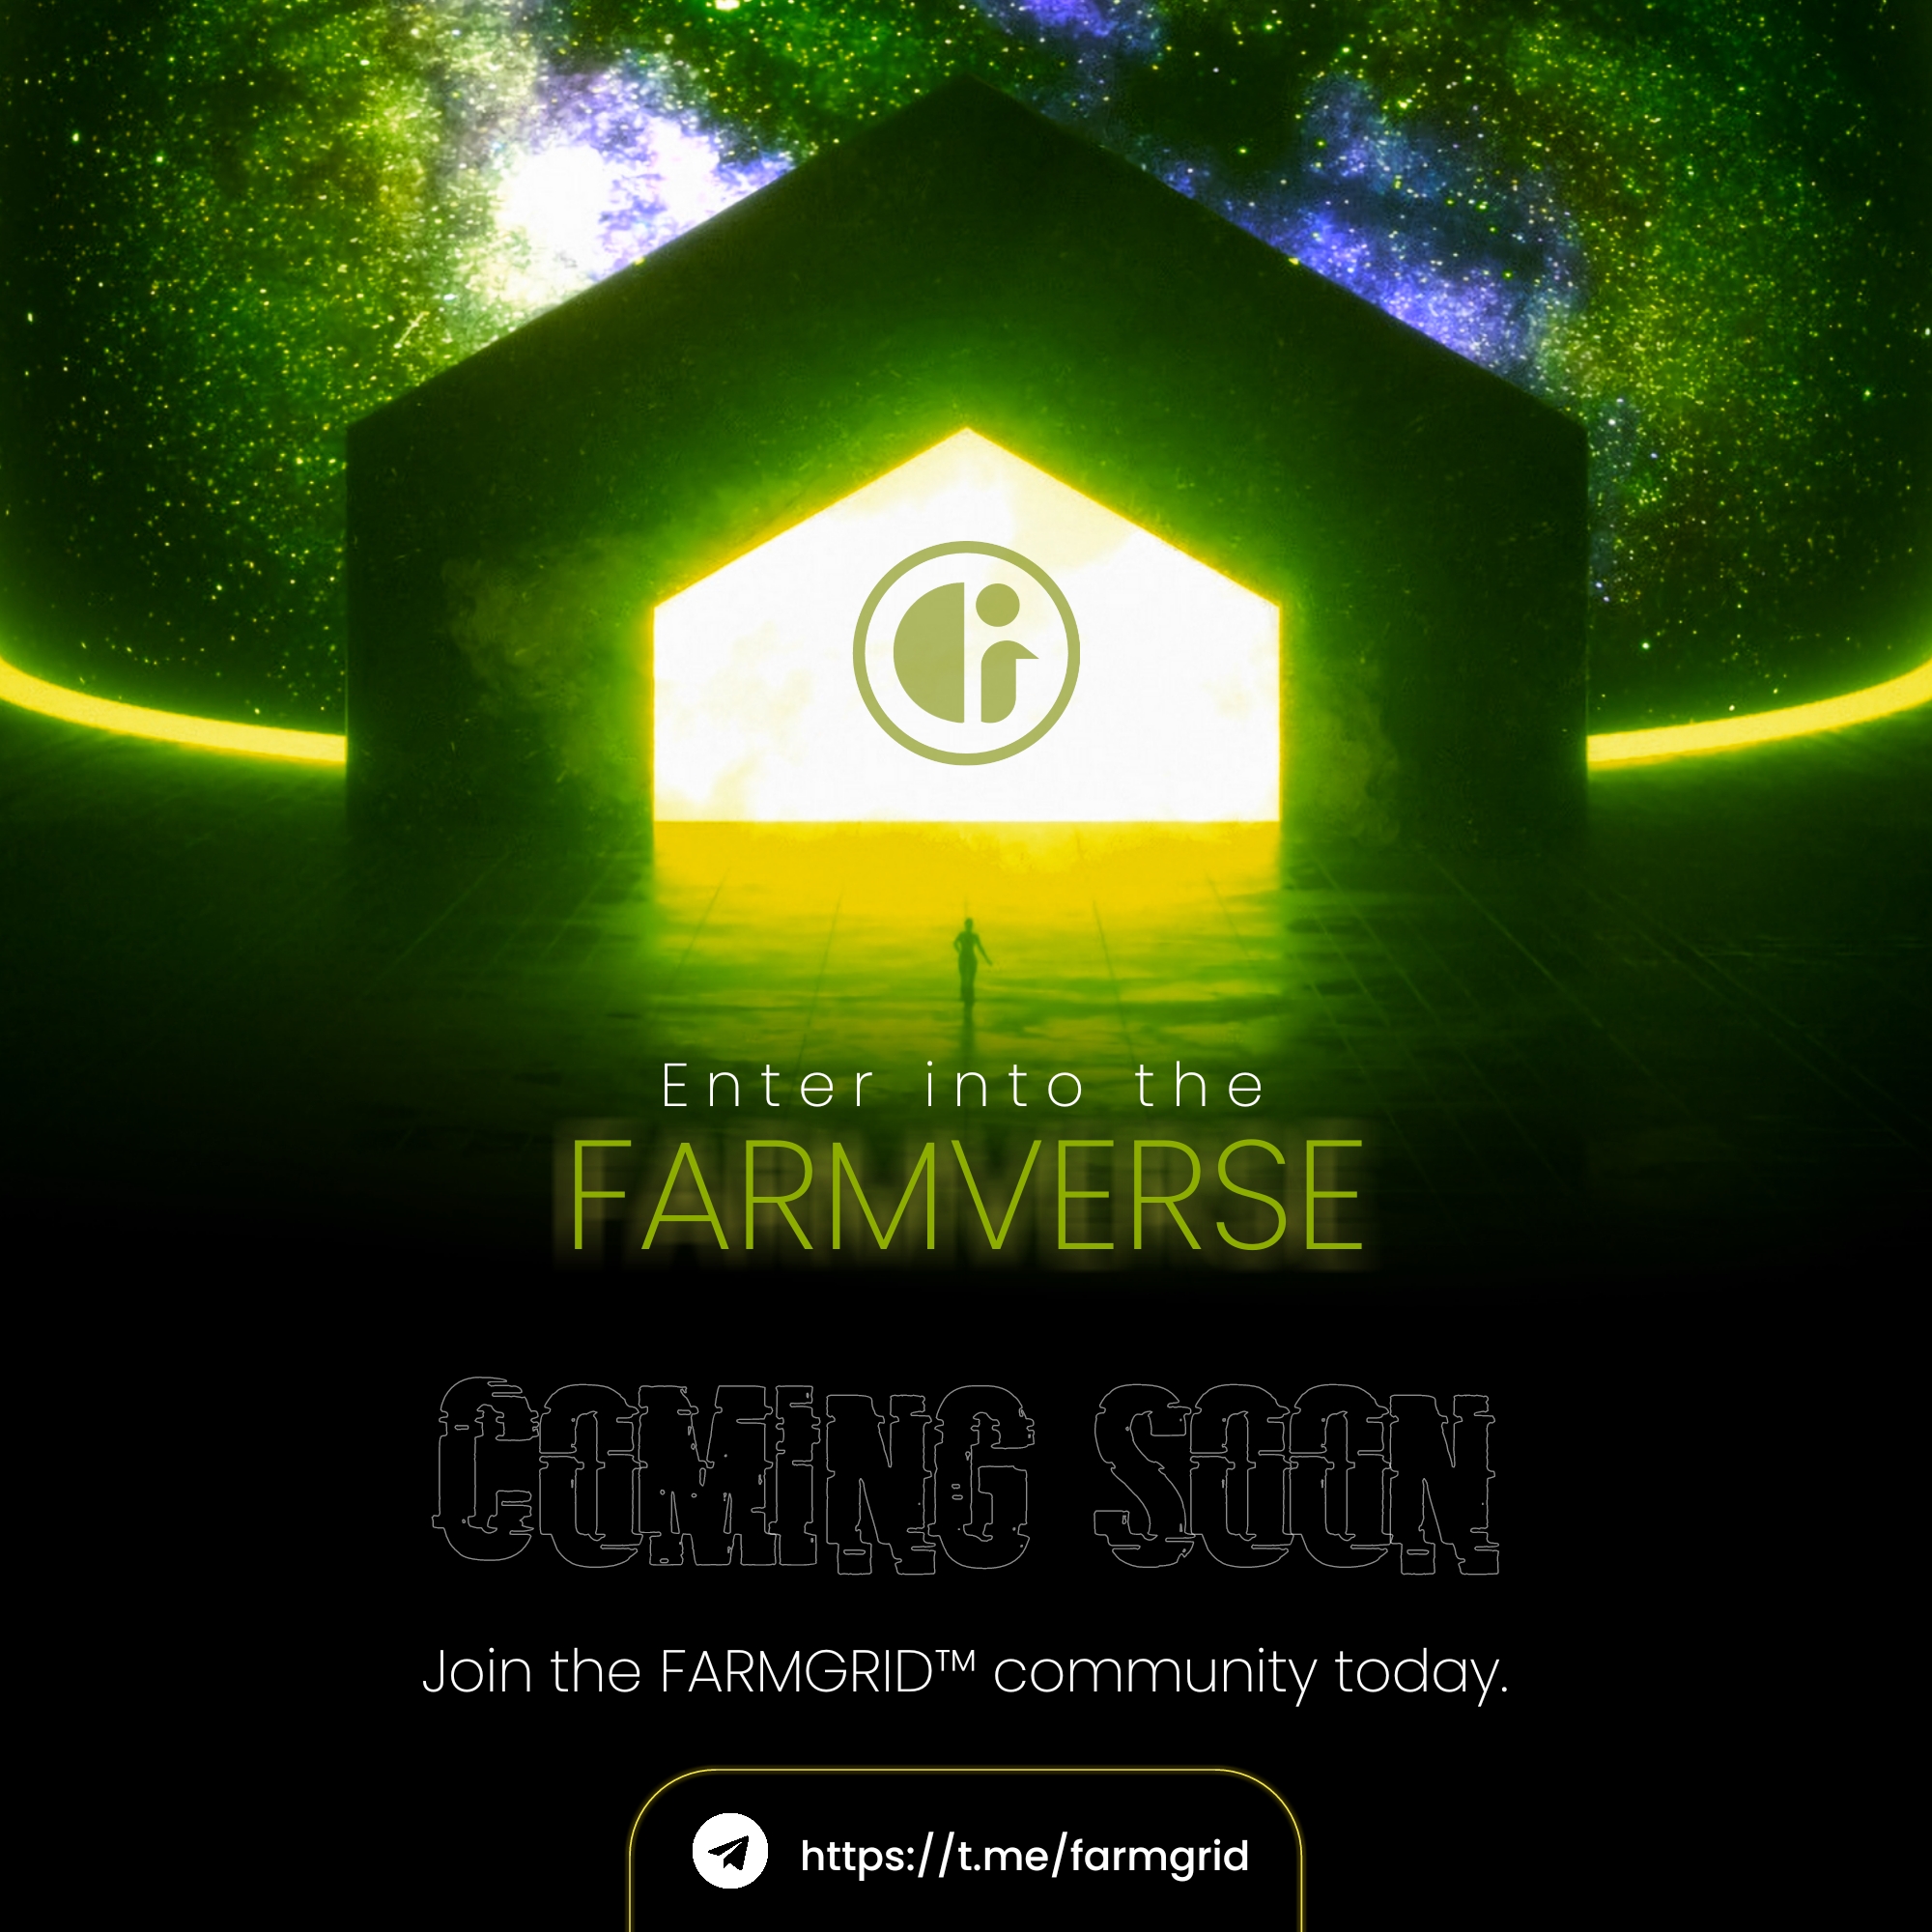 Enter into the
FARMVERSE
COMING SOON
Join the FARMGRID™ community today.
https://t.me/farmgrid